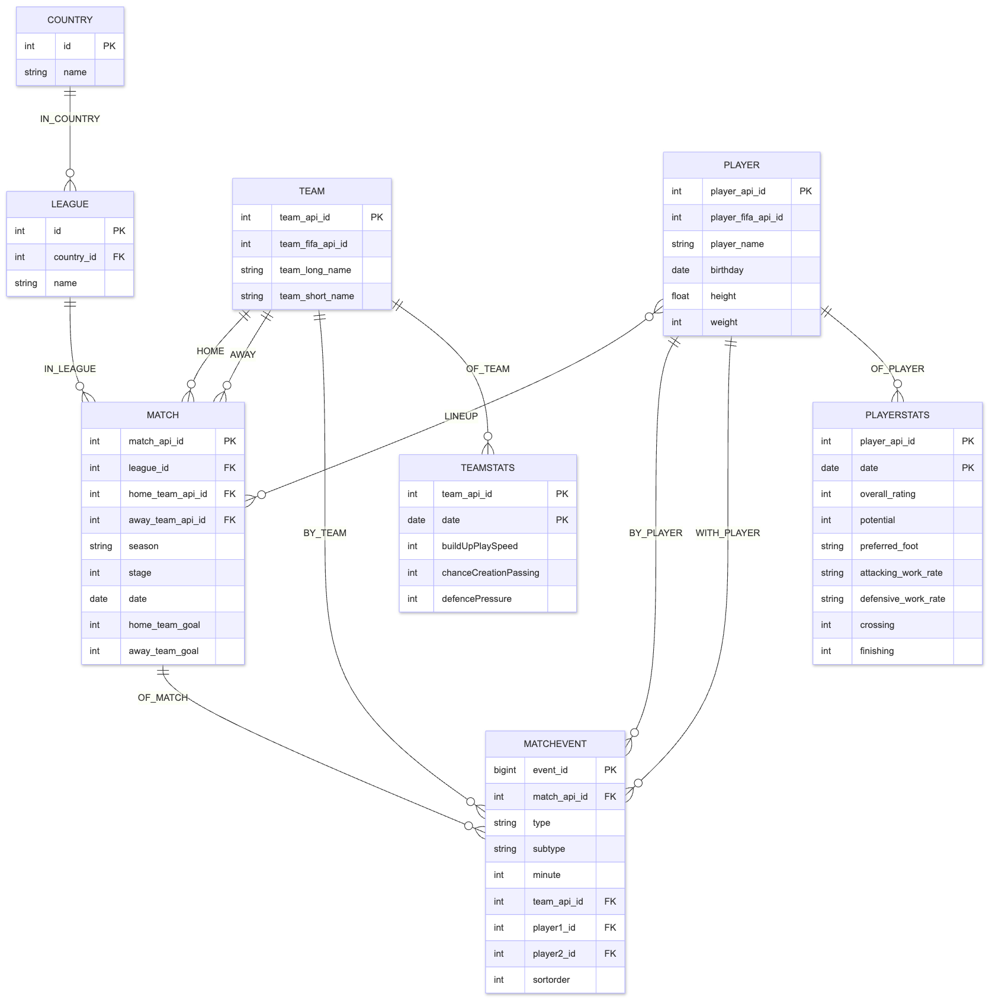 COUNTRY
int id PK
string name
IN_COUNTRY
LEAGUE
int id PK
int country_id FK
string name
TEAM
int team_api_id PK
int team_fifa_api_id
string team_long_name
string team_short_name
PLAYER
int player_api_id PK
int player_fifa_api_id
string player_name
date birthday
float height
int weight
IN_LEAGUE
HOME
AWAY
OF_TEAM
OF_PLAYER
LINEUP
MATCH
int match_api_id PK
int league_id FK
int home_team_api_id FK
int away_team_api_id FK
string season
int stage
date date
int home_team_goal
int away_team_goal
TEAMSTATS
int team_api_id PK
date date PK
int buildUpPlaySpeed
int chanceCreationPassing
int defencePressure
PLAYERSTATS
int player_api_id PK
date date PK
int overall_rating
int potential
string preferred_foot
string attacking_work_rate
string defensive_work_rate
int crossing
int finishing
BY_TEAM
BY_PLAYER
WITH_PLAYER
OF_MATCH
MATCHEVENT
bigint event_id PK
int match_api_id FK
string type
string subtype
int minute
int team_api_id FK
int player1_id FK
int player2_id FK
int sortorder